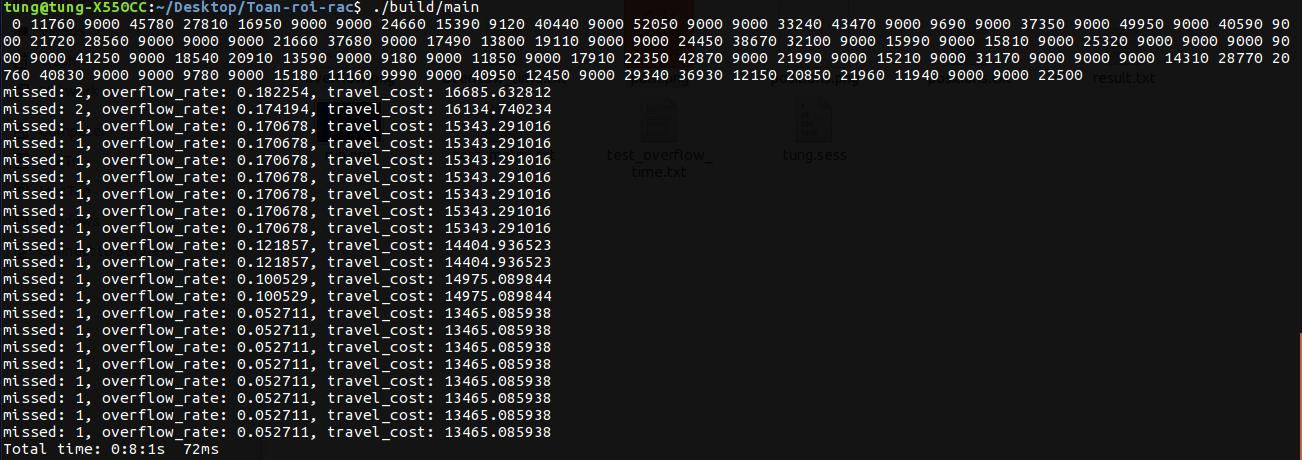 tung@tung-X550CC:~/Desktop/Toan-roi-rac$ ./build/main
0 11760 9000 45780 27810 16950 9000 9000 24660 15390 9120 40440 9000 52050 9000 9000 33240 43470 9000 9690 9000 37350 9000 49950 9000 40590 90
00 21720 28560 9000 9000 9000 21660 37680 9000 17490 13800 19110 9000 9000 24450 38670 32100 9000 15990 9000 15810 9000 25320 9000 9000 9000 90
00 9000 41250 9000 18540 20910 13590 9000 9180 9000 11850 9000 17910 22350 42870 9000 21990 9000 15210 9000 31170 9000 9000 9000 14310 28770 20
760 40830 9000 9000 9780 9000 15180 11160 9990 9000 40950 12450 9000 29340 36930 12150 20850 21960 11940 9000 9000 22500
result.txt
missed: 2, overflow_rate: 0.182254, travel_cost: 16685.632812
missed: 2, overflow_rate: 0.174194, travel_cost: 16134.740234
missed: 1, overflow_rate: 0.170678, travel_cost: 15343.291016
missed: 1, overflow_rate: 0.170678, travel_cost: 15343.291016
missed: 1, overflow_rate: 0.170678, travel_cost: 15343.291016
missed: 1, overflow_rate: 0.170678, travel_cost: 15343.291016
missed: 1, overflow_rate: 0.170678, travel_cost: 15343.291016
missed: 1, overflow_rate: 0.170678, travel_cost: 15343.291016
missed: 1, overflow_rate: 0.170678, travel_cost: 15343.291016
missed: 1, overflow_rate: 0.121857, travel_cost: 14404.936523
missed: 1, overflow_rate: 0.121857, travel_cost: 14404.936523
missed: 1, overflow_rate: 0.100529, travel_cost: 14975.089844
missed: 1, overflow_rate: 0.100529, travel_cost: 14975.089844
missed: 1, overflow_rate: 0.052711, travel_cost: 13465.085938
missed: 1, overflow_rate: 0.052711, travel_cost: 13465.085938
missed: 1, overflow_rate: 0.052711, travel_cost: 13465.085938
missed: 1, overflow_rate: 0.052711, travel_cost: 13465.085938
missed: 1, overflow_rate: 0.052711, travel_cost: 13465.085938
missed: 1, overflow_rate: 0.052711, travel_cost: 13465.085938
missed: 1, overflow_rate: 0.052711, travel_cost: 13465.085938
missed: 1, overflow_rate: 0.052711, travel_cost: 13465.085938
Total time: 0:8:1s 72ms
test_overflow_
time.txt
tung.sess